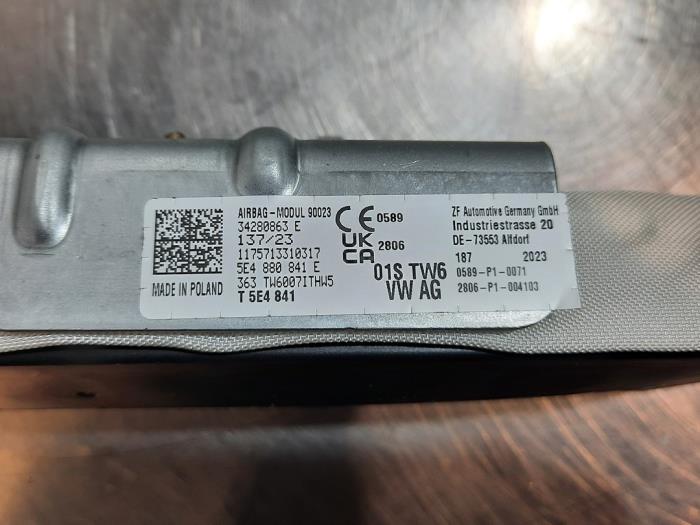 AIRBAG-MODUL 90023
34280863 E
137/23
1175713310317
5E4 880 841 E
363 TW6007ITHW5
T 5E4 841
MADE IN POLAND
CE 0589
UK CA 2806
01S TW6
VW AG
ZF Automotive Germany GmbH
Industriestrasse 20
DE-73553 Alfdorf
187 2023
0589-P1-0071
2806-P1-004103